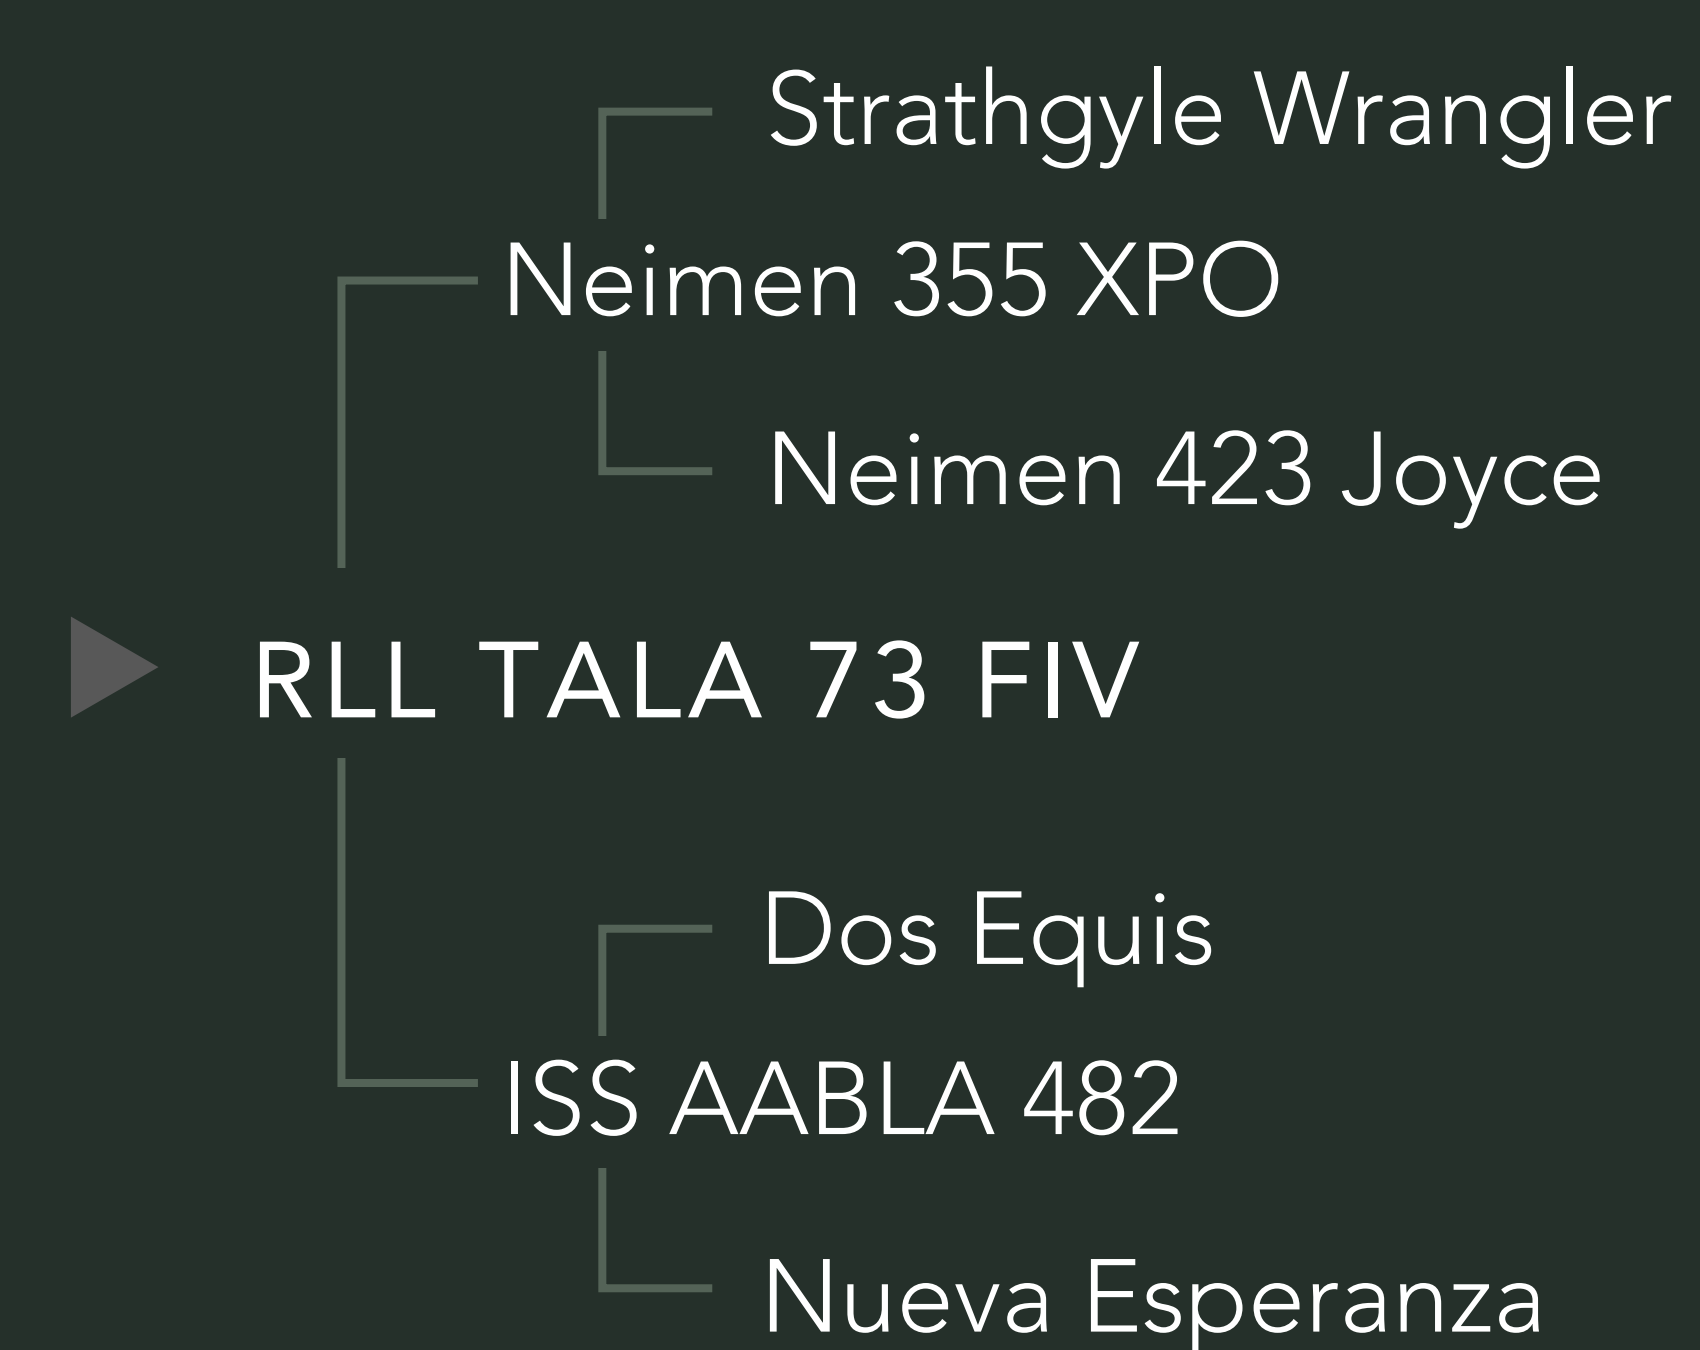 Strathgyle Wrangler
Neimen 355 XPO
Neimen 423 Joyce
RLL TALA 73 FIV
Dos Equis
ISS AABLA 482
Nueva Esperanza